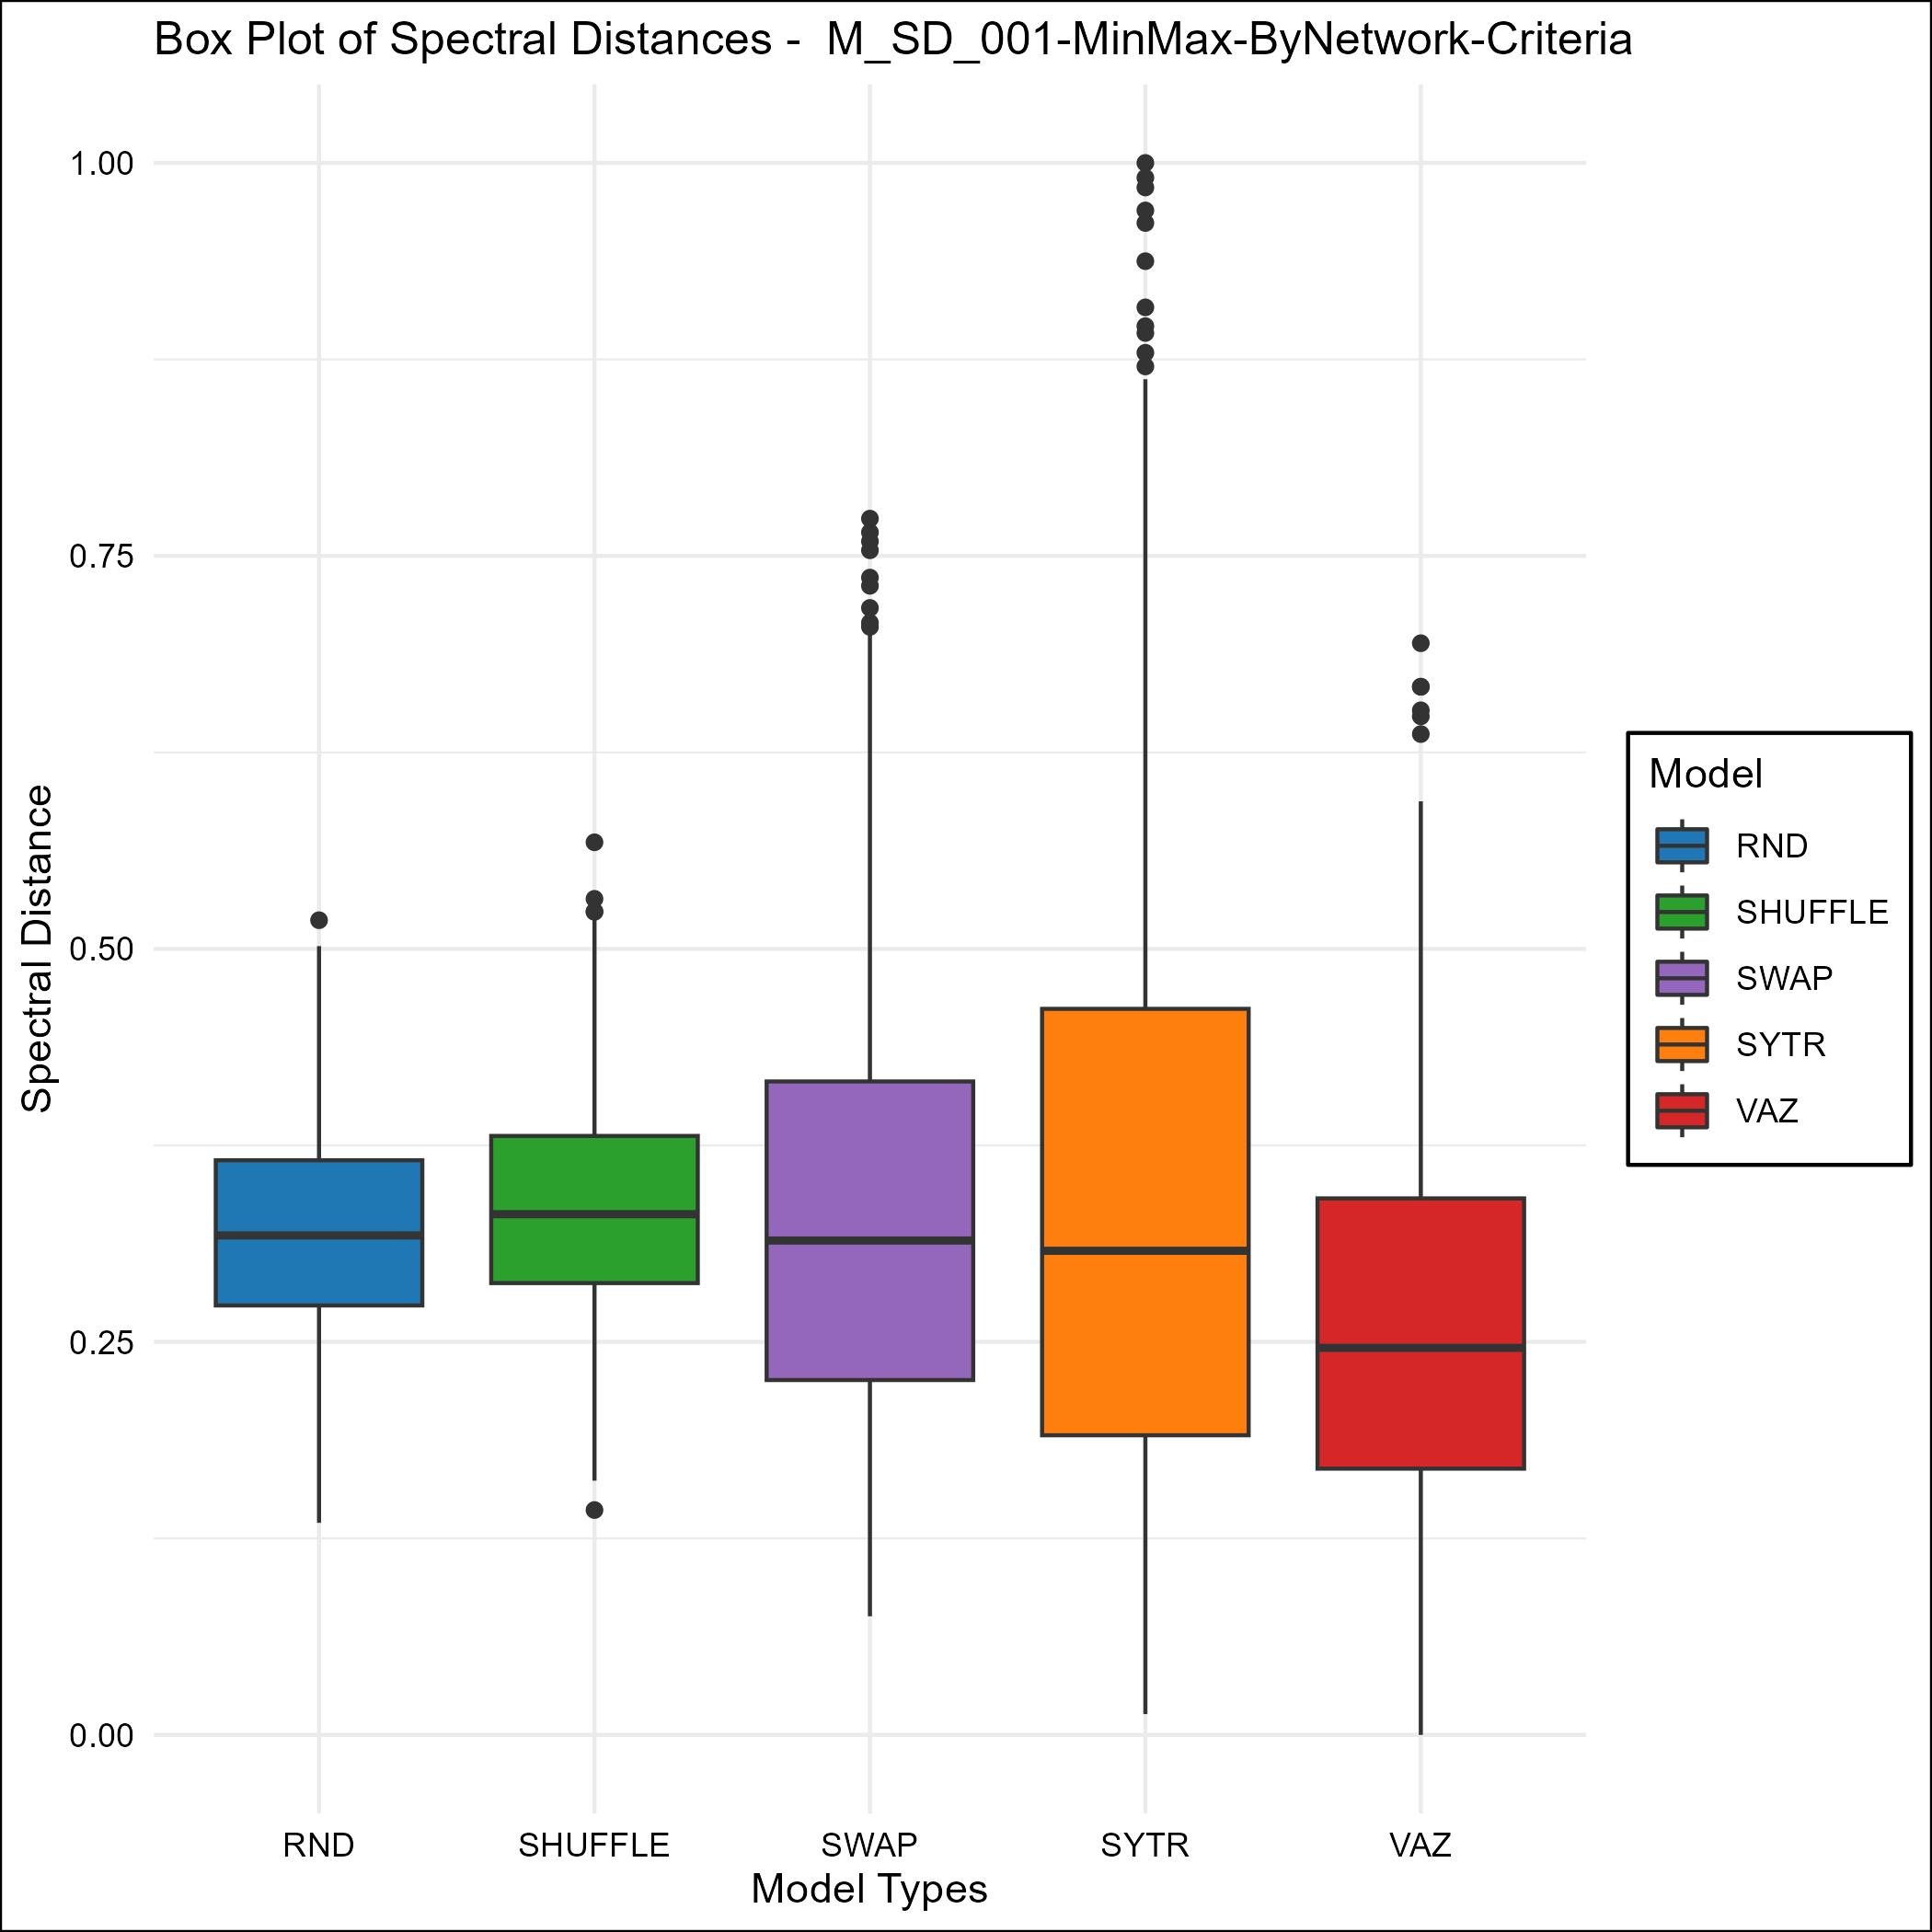 Box Plot of Spectral Distances -  M_SD_001-MinMax-ByNetwork-Criteria
1.00
0.75
0.50
0.25
0.00
Spectral Distance
RND
SHUFFLE
SWAP
SYTR
VAZ
Model Types
Model
RND
SHUFFLE
SWAP
SYTR
VAZ